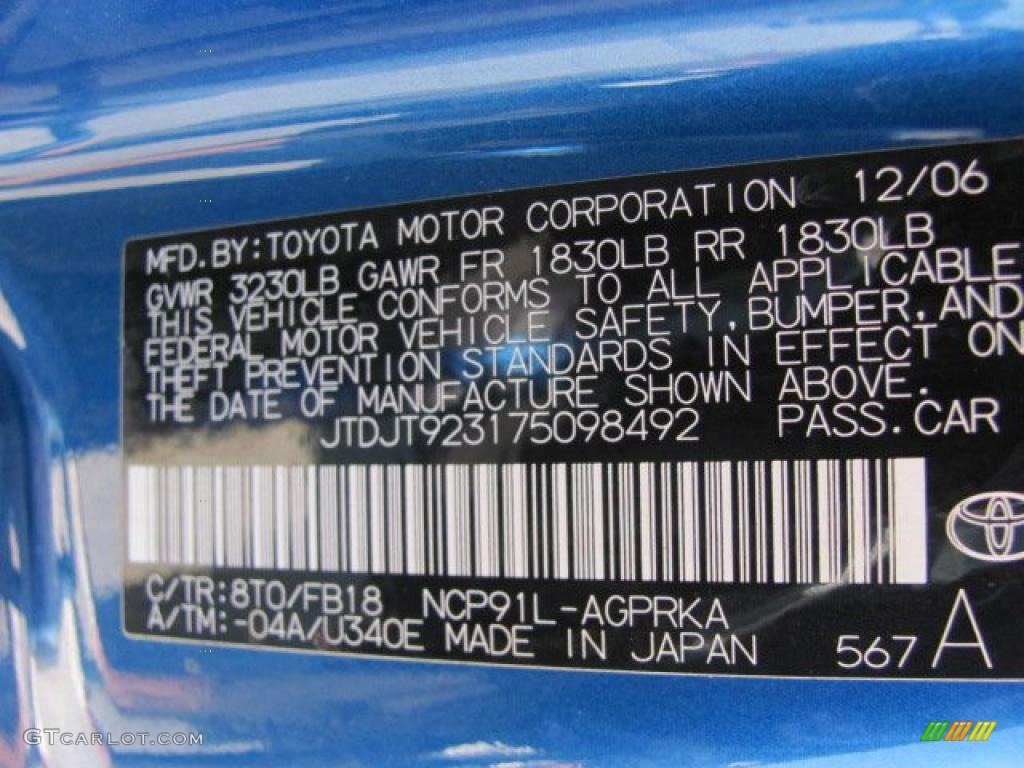 MFD.BY:TOYOTA MOTOR CORPORATION 12/06
GVWR 3230LB GAWR FR 1830LB RR 1830LB
THIS VEHICLE CONFORMS TO ALL APPLICABLE
FEDERAL MOTOR VEHICLE SAFETY,BUMPER,AND
THEFT PREVENTION STANDARDS IN EFFECT ON
THE DATE OF MANUFACTURE SHOWN ABOVE.
JTDJT923175098492 PASS.CAR
C/TR:8T0/FB18 NCP91L-AGPRKA
A/TM:-04A/U340E MADE IN JAPAN 567 A
GTCARLOT.COM